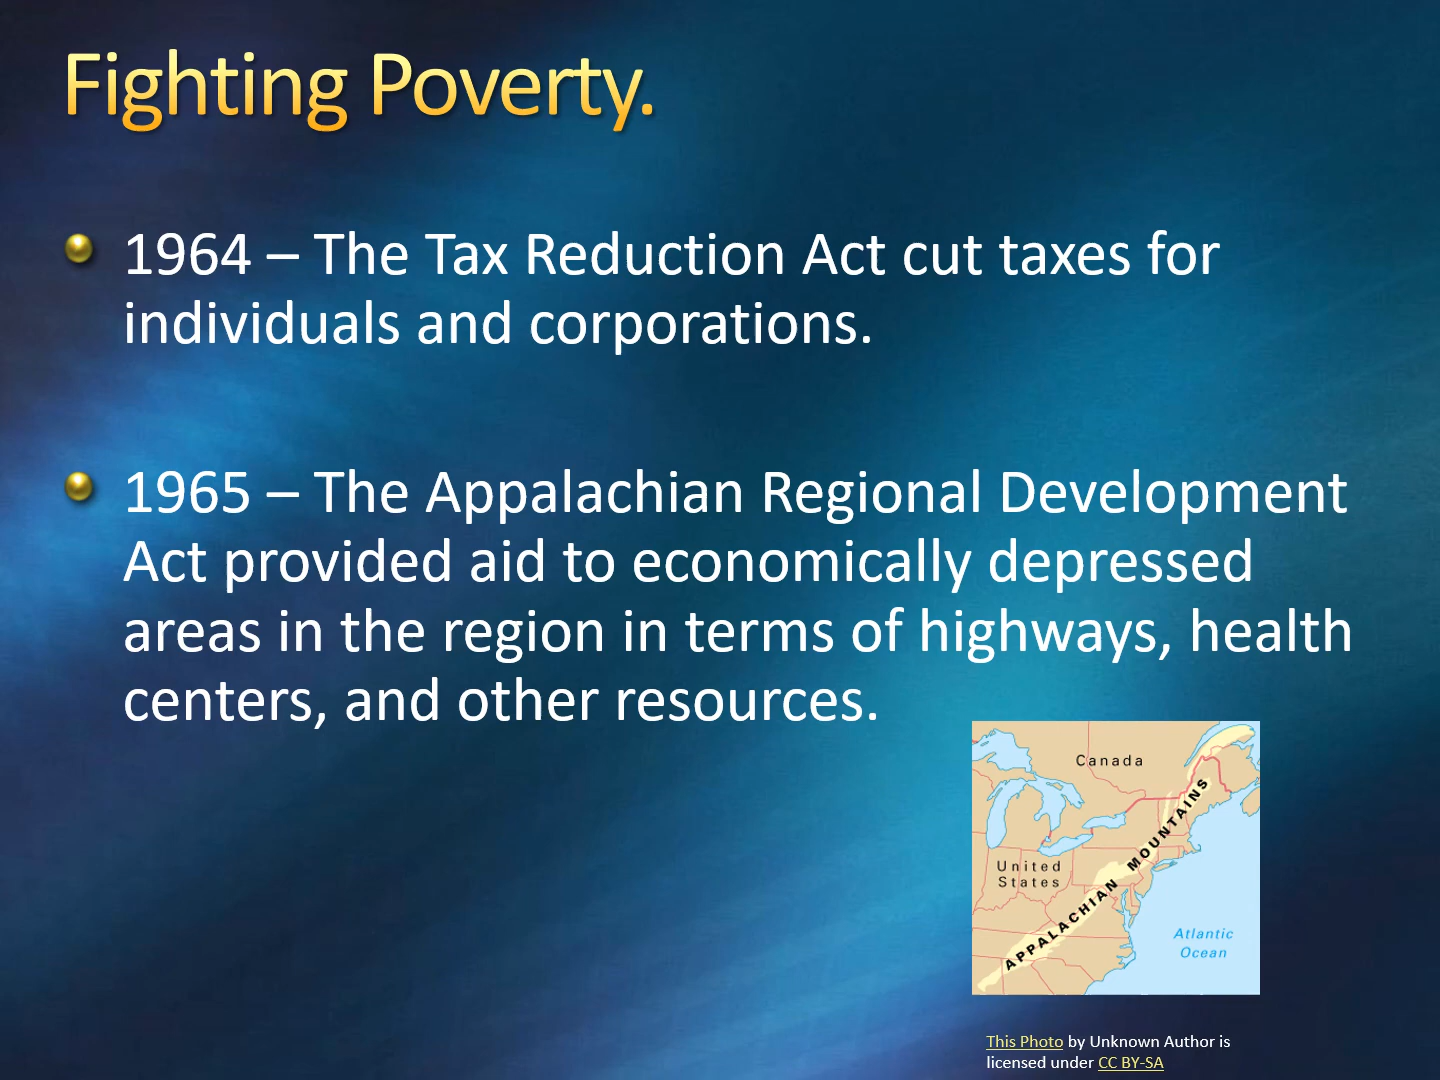 Fighting Poverty.
1964 – The Tax Reduction Act cut taxes for
individuals and corporations.
1965 – The Appalachian Regional Development
Act provided aid to economically depressed
areas in the region in terms of highways, health
centers, and other resources.
Canada
United
States
APPALACHIAN MOUNTAINS
Atlantic
Ocean
This Photo by Unknown Author is
licensed under CC BY-SA